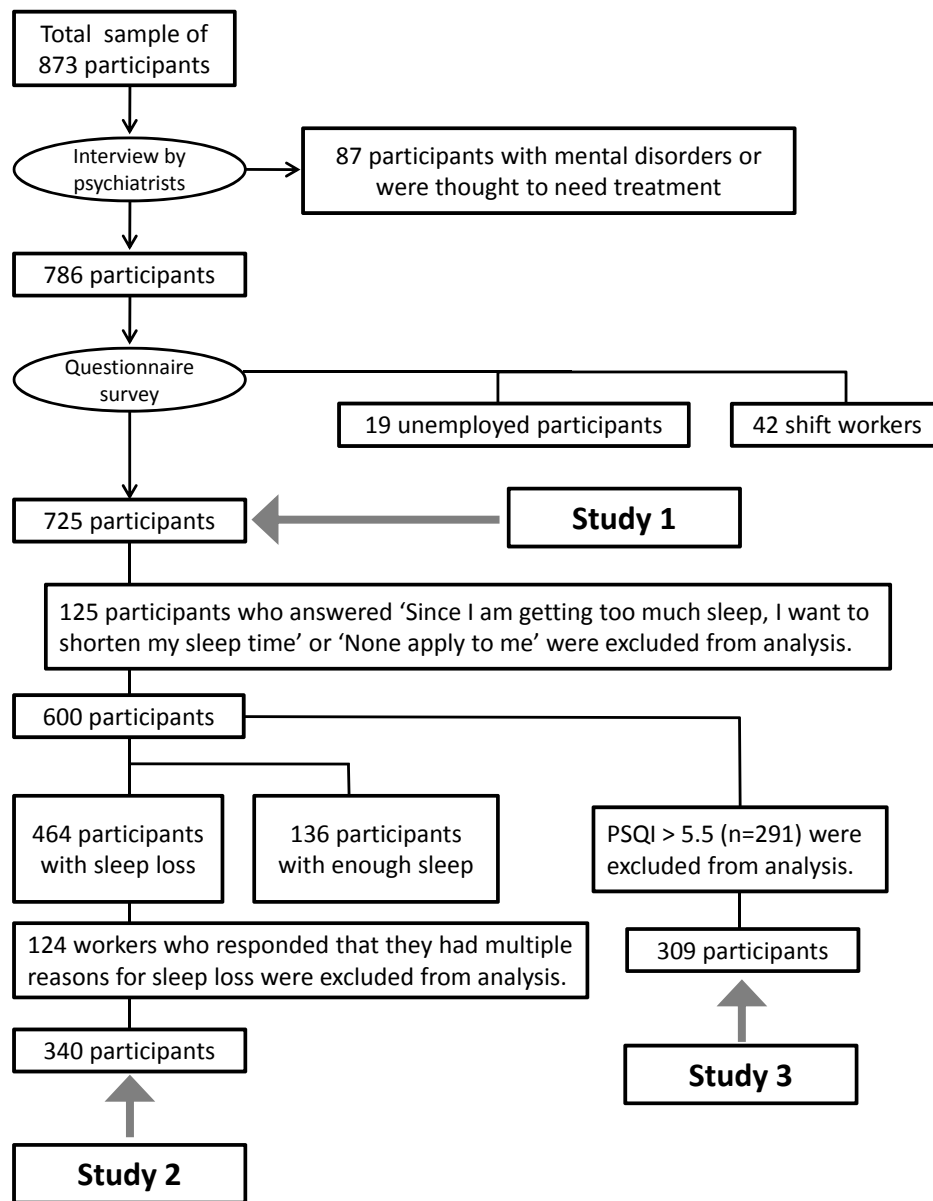 Total sample of
873 participants
Interview by
psychiatrists
87 participants with mental disorders or
were thought to need treatment
786 participants
Questionnaire
survey
19 unemployed participants
42 shift workers
725 participants
Study 1
125 participants who answered ‘Since I am getting too much sleep, I want to
shorten my sleep time’ or ‘None apply to me’ were excluded from analysis.
600 participants
464 participants
with sleep loss
136 participants
with enough sleep
PSQI > 5.5 (n=291) were
excluded from analysis.
124 workers who responded that they had multiple
reasons for sleep loss were excluded from analysis.
309 participants
340 participants
Study 3
Study 2